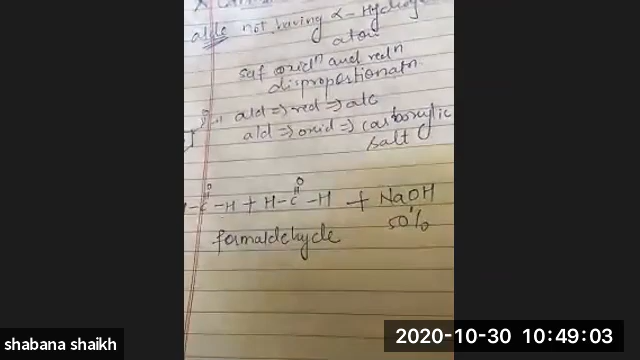 alde not having α-Hydrogen
atom
self oxidⁿ and redⁿ
disproportionatn
ald ⇒ red ⇒ alc
ald ⇒ oxid ⇒ carboxylic
salt
H-C-H + H-C-H + NaOH
O O
50%
formaldehyde
shabana shaikh
2020-10-30 10:49:03